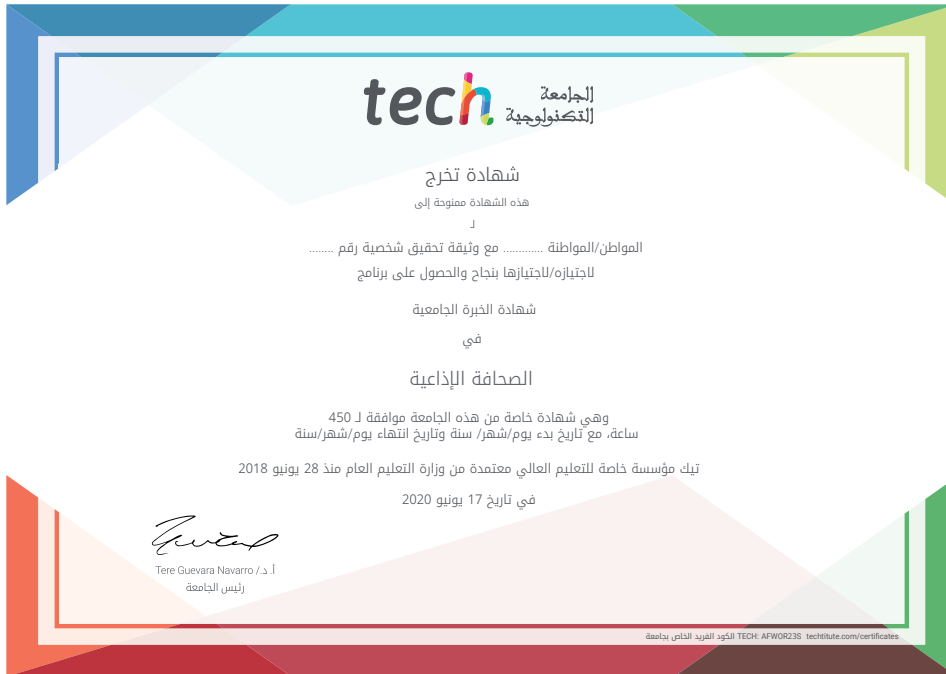 tech الجامعة
التكنولوجية
شهادة تخرج
هذه الشهادة ممنوحة إلى
لـ
المواطن/المواطنة ............. مع وثيقة تحقيق شخصية رقم ........
لاجتيازه/لاجتيازها بنجاح والحصول على برنامج
شهادة الخبرة الجامعية
في
الصحافة الإذاعية
وهي شهادة خاصة من هذه الجامعة موافقة لـ 450
ساعة، مع تاريخ بدء يوم/شهر/ سنة وتاريخ انتهاء يوم/شهر/سنة
تيك مؤسسة خاصة للتعليم العالي معتمدة من وزارة التعليم العام منذ 28 يونيو 2018
في تاريخ 17 يونيو 2020
أ. د./ Tere Guevara Navarro
رئيس الجامعة
الكود الفريد الخاص بجامعة TECH: AFWOR23S techtitute.com/certificates